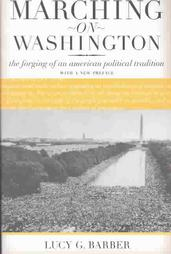 MARCHING
~ON~
WASHINGTON
the forging of an american political tradition
WITH A NEW PREFACE
LUCY G. BARBER